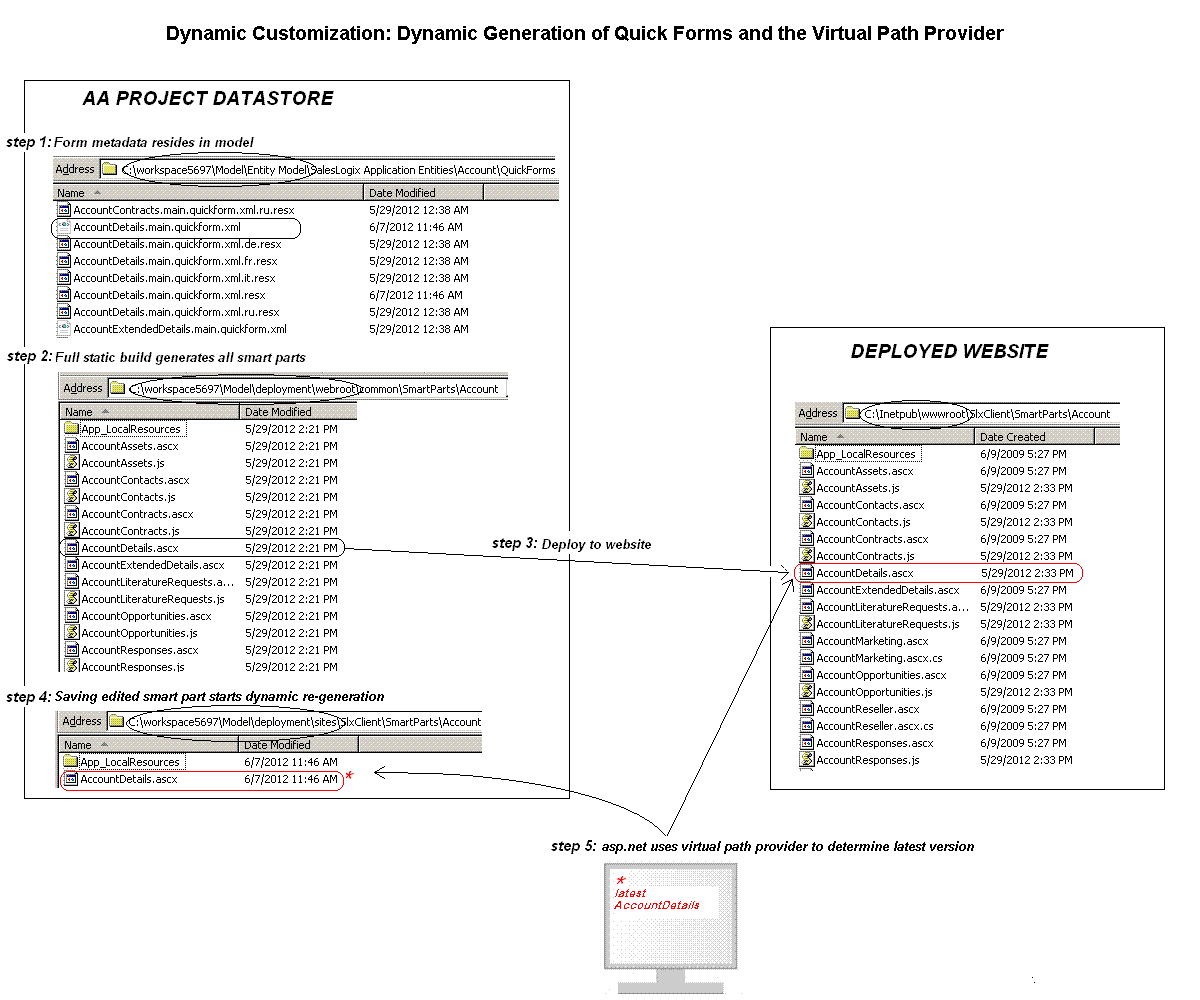 Dynamic Customization: Dynamic Generation of Quick Forms and the Virtual Path Provider
AA PROJECT DATASTORE
step 1: Form metadata resides in model
Address C:\workspace5697\Model\Entity Model\SalesLogix Application Entities\Account\QuickForms
Name Date Modified
AccountContracts.main.quickform.xml.ru.resx 5/29/2012 12:38 AM
AccountDetails.main.quickform.xml 6/7/2012 11:46 AM
AccountDetails.main.quickform.xml.de.resx 5/29/2012 12:38 AM
AccountDetails.main.quickform.xml.fr.resx 5/29/2012 12:38 AM
AccountDetails.main.quickform.xml.it.resx 5/29/2012 12:38 AM
AccountDetails.main.quickform.xml.resx 6/7/2012 11:46 AM
AccountDetails.main.quickform.xml.ru.resx 5/29/2012 12:38 AM
AccountExtendedDetails.main.quickform.xml 5/29/2012 12:38 AM
step 2: Full static build generates all smart parts
Address C:\workspace5697\Model\deployment\webroot\common\SmartParts\Account
Name Date Modified
App_LocalResources 5/29/2012 2:21 PM
AccountAssets.ascx 5/29/2012 2:21 PM
AccountAssets.js 5/29/2012 2:21 PM
AccountContacts.ascx 5/29/2012 2:21 PM
AccountContacts.js 5/29/2012 2:21 PM
AccountContracts.ascx 5/29/2012 2:21 PM
AccountContracts.js 5/29/2012 2:21 PM
AccountDetails.ascx 5/29/2012 2:21 PM
AccountExtendedDetails.ascx 5/29/2012 2:21 PM
AccountLiteratureRequests.a... 5/29/2012 2:21 PM
AccountLiteratureRequests.js 5/29/2012 2:21 PM
AccountOpportunities.ascx 5/29/2012 2:21 PM
AccountOpportunities.js 5/29/2012 2:21 PM
AccountResponses.ascx 5/29/2012 2:21 PM
AccountResponses.js 5/29/2012 2:21 PM
step 3: Deploy to website
DEPLOYED WEBSITE
Address C:\Inetpub\wwwroot\SlxClient\SmartParts\Account
Name Date Created
App_LocalResources 6/9/2009 5:27 PM
AccountAssets.ascx 6/9/2009 5:27 PM
AccountAssets.js 5/29/2012 2:33 PM
AccountContacts.ascx 6/9/2009 5:27 PM
AccountContacts.js 5/29/2012 2:33 PM
AccountContracts.ascx 6/9/2009 5:27 PM
AccountContracts.js 5/29/2012 2:33 PM
AccountDetails.ascx 5/29/2012 2:33 PM
AccountExtendedDetails.ascx 6/9/2009 5:27 PM
AccountLiteratureRequests.a... 5/29/2012 2:33 PM
AccountLiteratureRequests.js 5/29/2012 2:33 PM
AccountMarketing.ascx 6/9/2009 5:27 PM
AccountMarketing.ascx.cs 6/9/2009 5:27 PM
AccountOpportunities.ascx 6/9/2009 5:27 PM
AccountOpportunities.js 5/29/2012 2:33 PM
AccountReseller.ascx 6/9/2009 5:27 PM
AccountReseller.ascx.cs 6/9/2009 5:27 PM
AccountResponses.ascx 6/9/2009 5:27 PM
AccountResponses.js 5/29/2012 2:33 PM
step 4: Saving edited smart part starts dynamic re-generation
Address C:\workspace5697\Model\deployment\sites\SlxClient\SmartParts\Account
Name Date Modified
App_LocalResources 6/7/2012 11:46 AM
AccountDetails.ascx 6/7/2012 11:46 AM *
step 5: asp.net uses virtual path provider to determine latest version
*
latest
AccountDetails